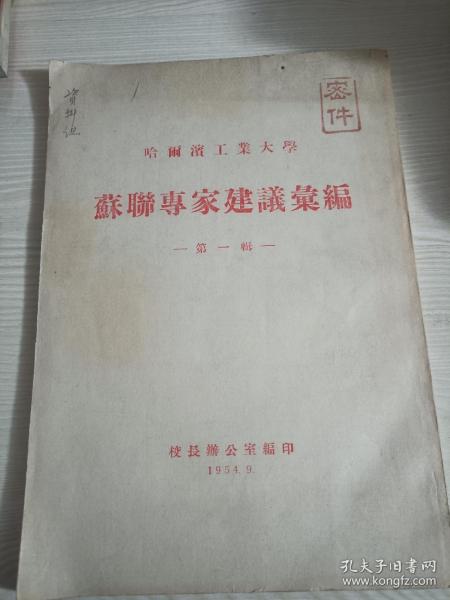 資料組
密件
哈爾濱工業大學
蘇聯專家建議彙編
—第一輯—
校長辦公室編印
1954.9.
孔夫子旧书网
www.kongfz.com